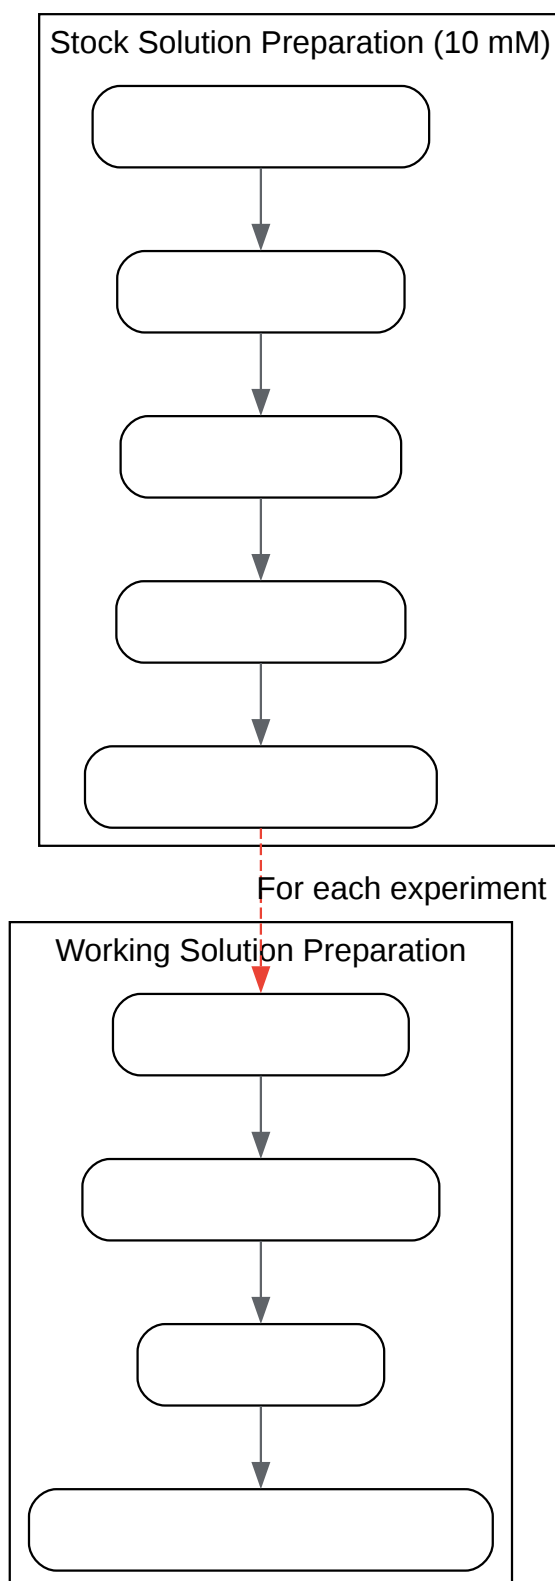 Stock Solution Preparation (10 mM)
For each experiment
Working Solution Preparation